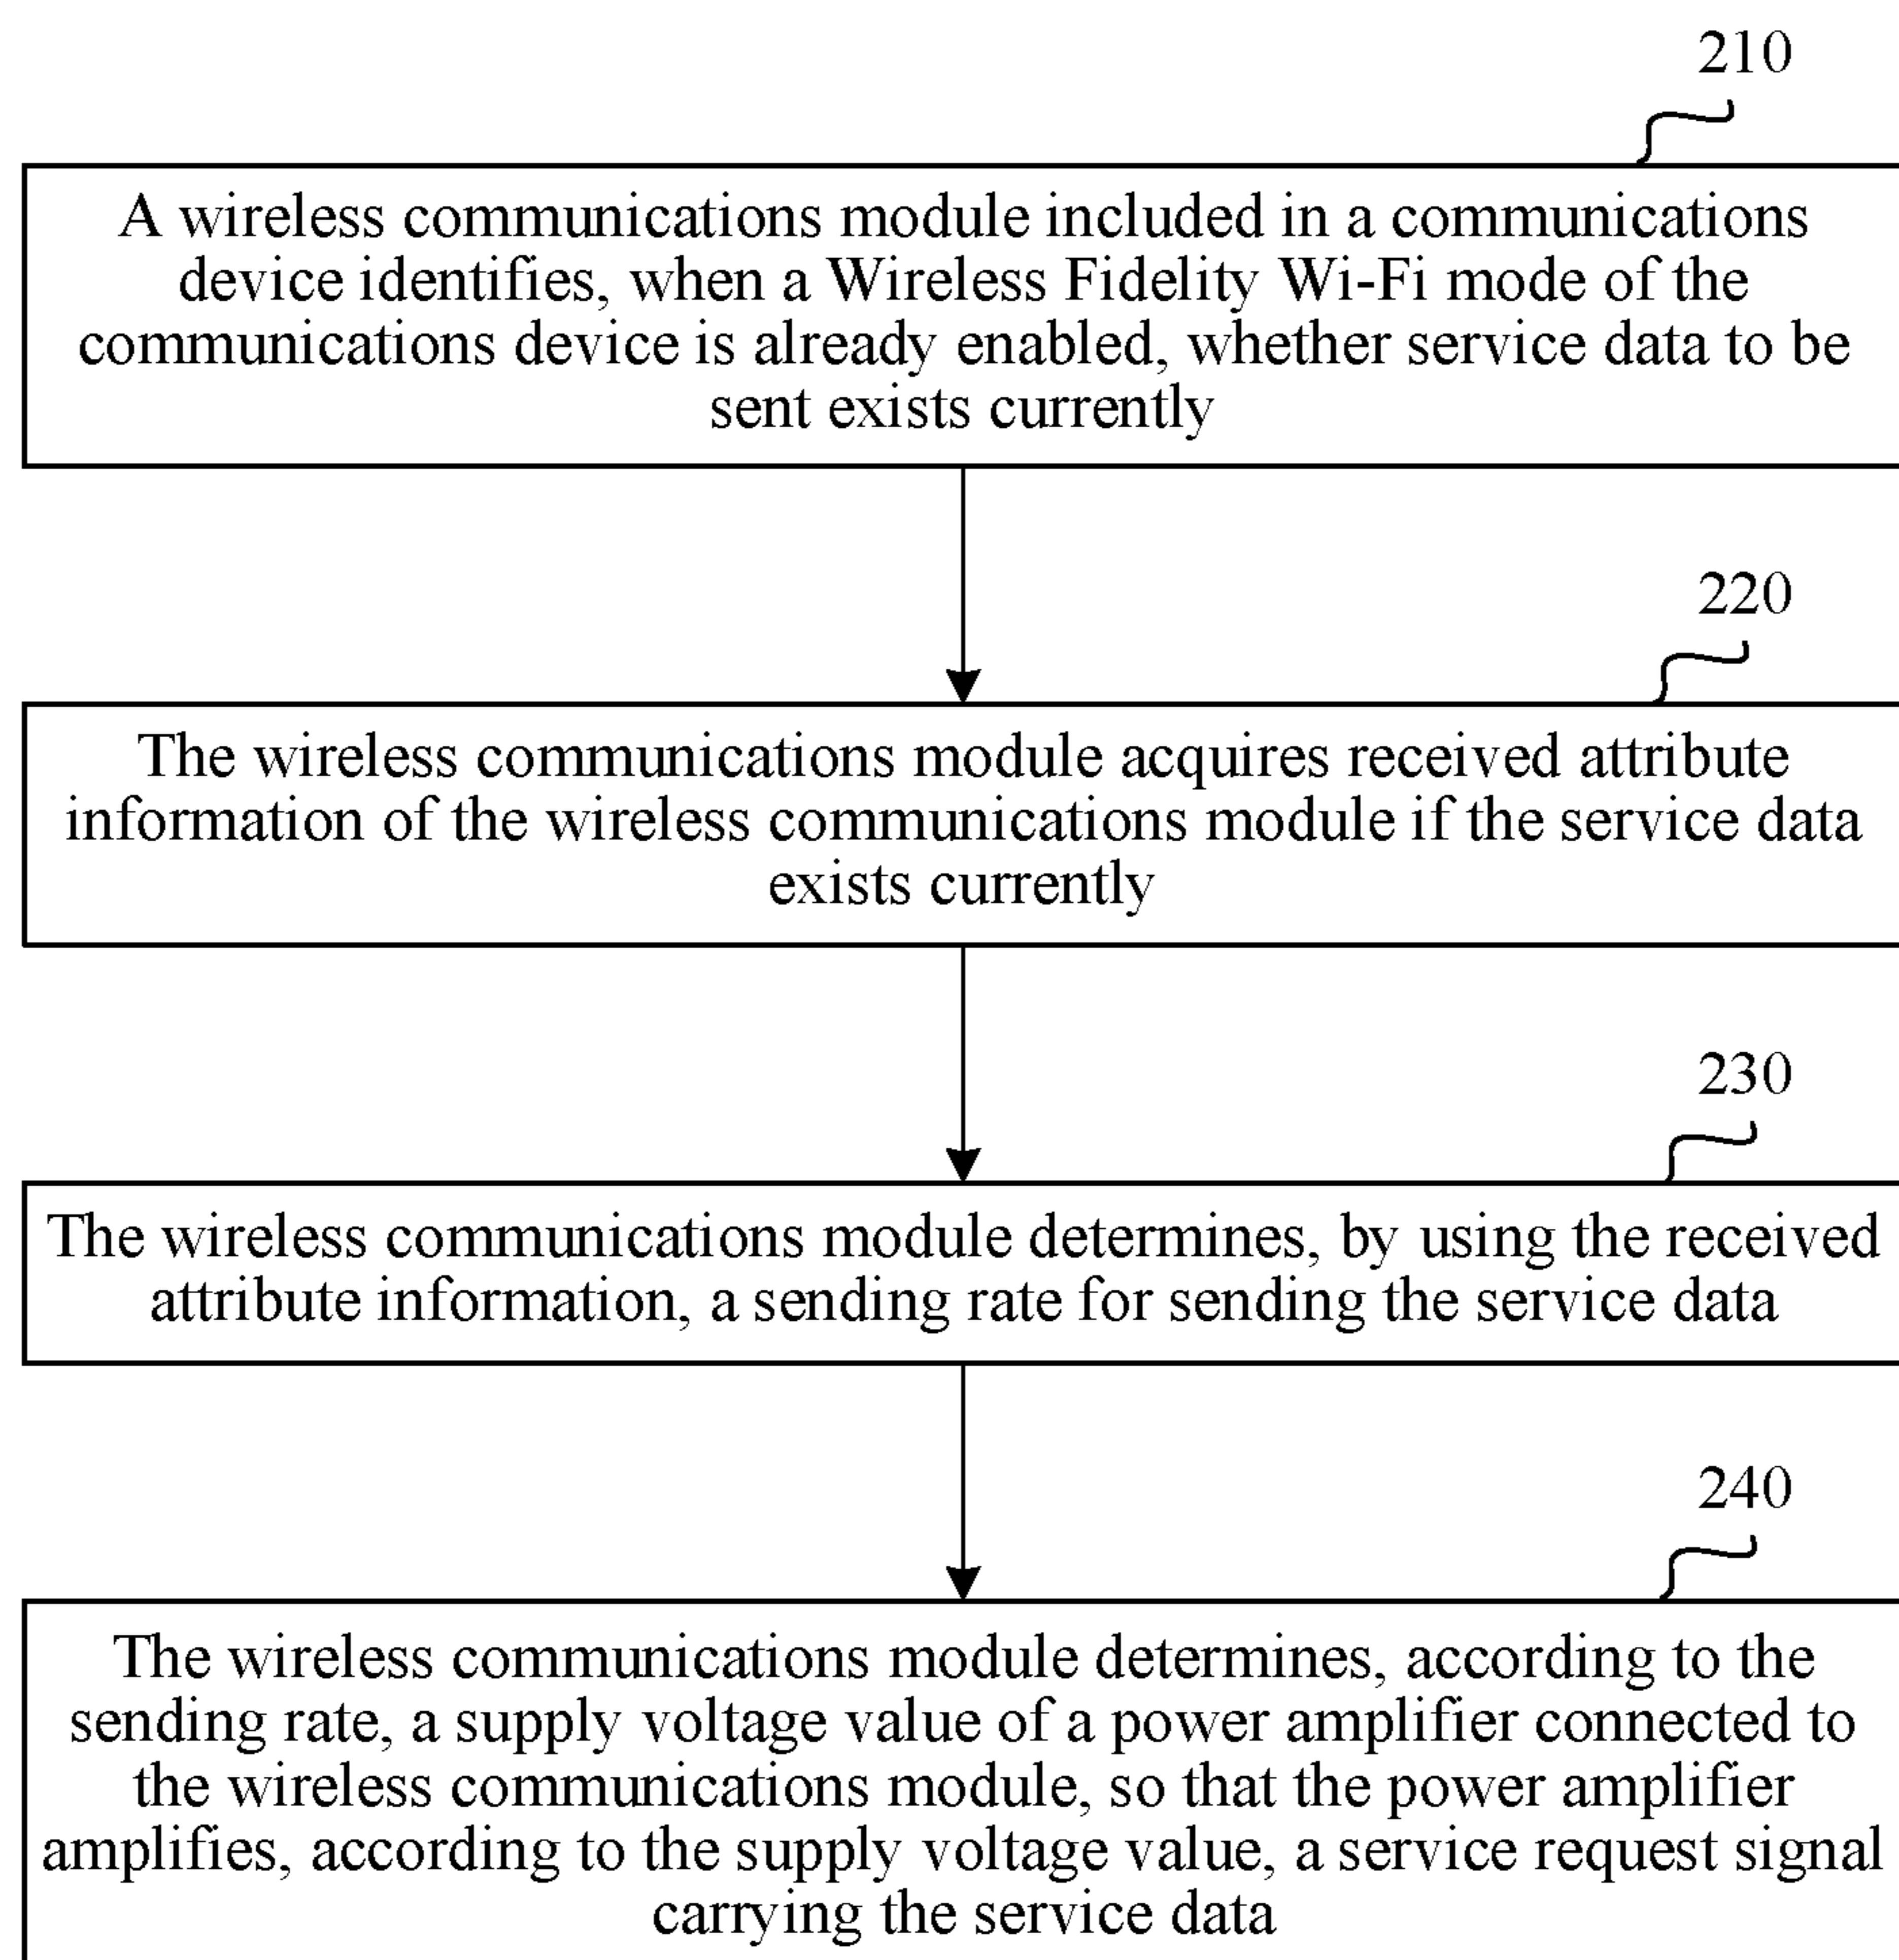 210
A wireless communications module included in a communications
device identifies, when a Wireless Fidelity Wi-Fi mode of the
communications device is already enabled, whether service data to be
sent exists currently
220
The wireless communications module acquires received attribute
information of the wireless communications module if the service data
exists currently
230
The wireless communications module determines, by using the received
attribute information, a sending rate for sending the service data
240
The wireless communications module determines, according to the
sending rate, a supply voltage value of a power amplifier connected to
the wireless communications module, so that the power amplifier
amplifies, according to the supply voltage value, a service request signal
carrying the service data